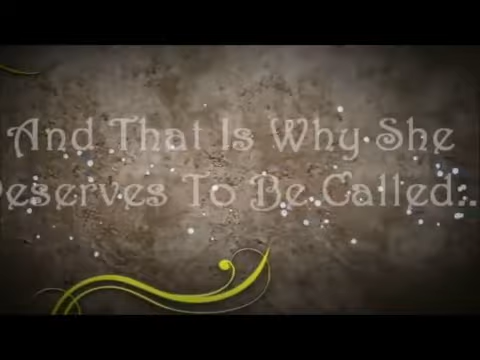 And That Is Why She
Deserves To Be Called..